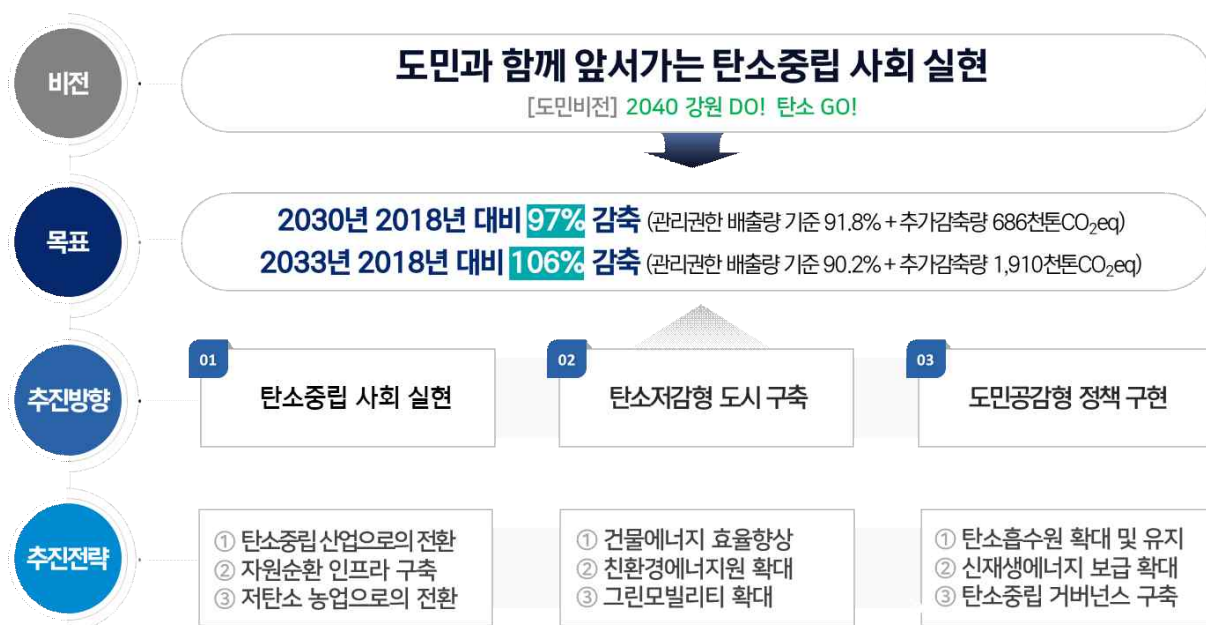 비전
도민과 함께 앞서가는 탄소중립 사회 실현
[도민비전] 2040 강원 DO! 탄소 GO!
목표
2030년 2018년 대비 97% 감축 (관리권한 배출량 기준 91.8% + 추가감축량 686천톤CO₂eq)
2033년 2018년 대비 106% 감축 (관리권한 배출량 기준 90.2% + 추가감축량 1,910천톤CO₂eq)
추진방향
01
탄소중립 사회 실현
02
탄소저감형 도시 구축
03
도민공감형 정책 구현
추진전략
① 탄소중립 산업으로의 전환
② 자원순환 인프라 구축
③ 저탄소 농업으로의 전환
① 건물에너지 효율향상
② 친환경에너지원 확대
③ 그린모빌리티 확대
① 탄소흡수원 확대 및 유지
② 신재생에너지 보급 확대
③ 탄소중립 거버넌스 구축